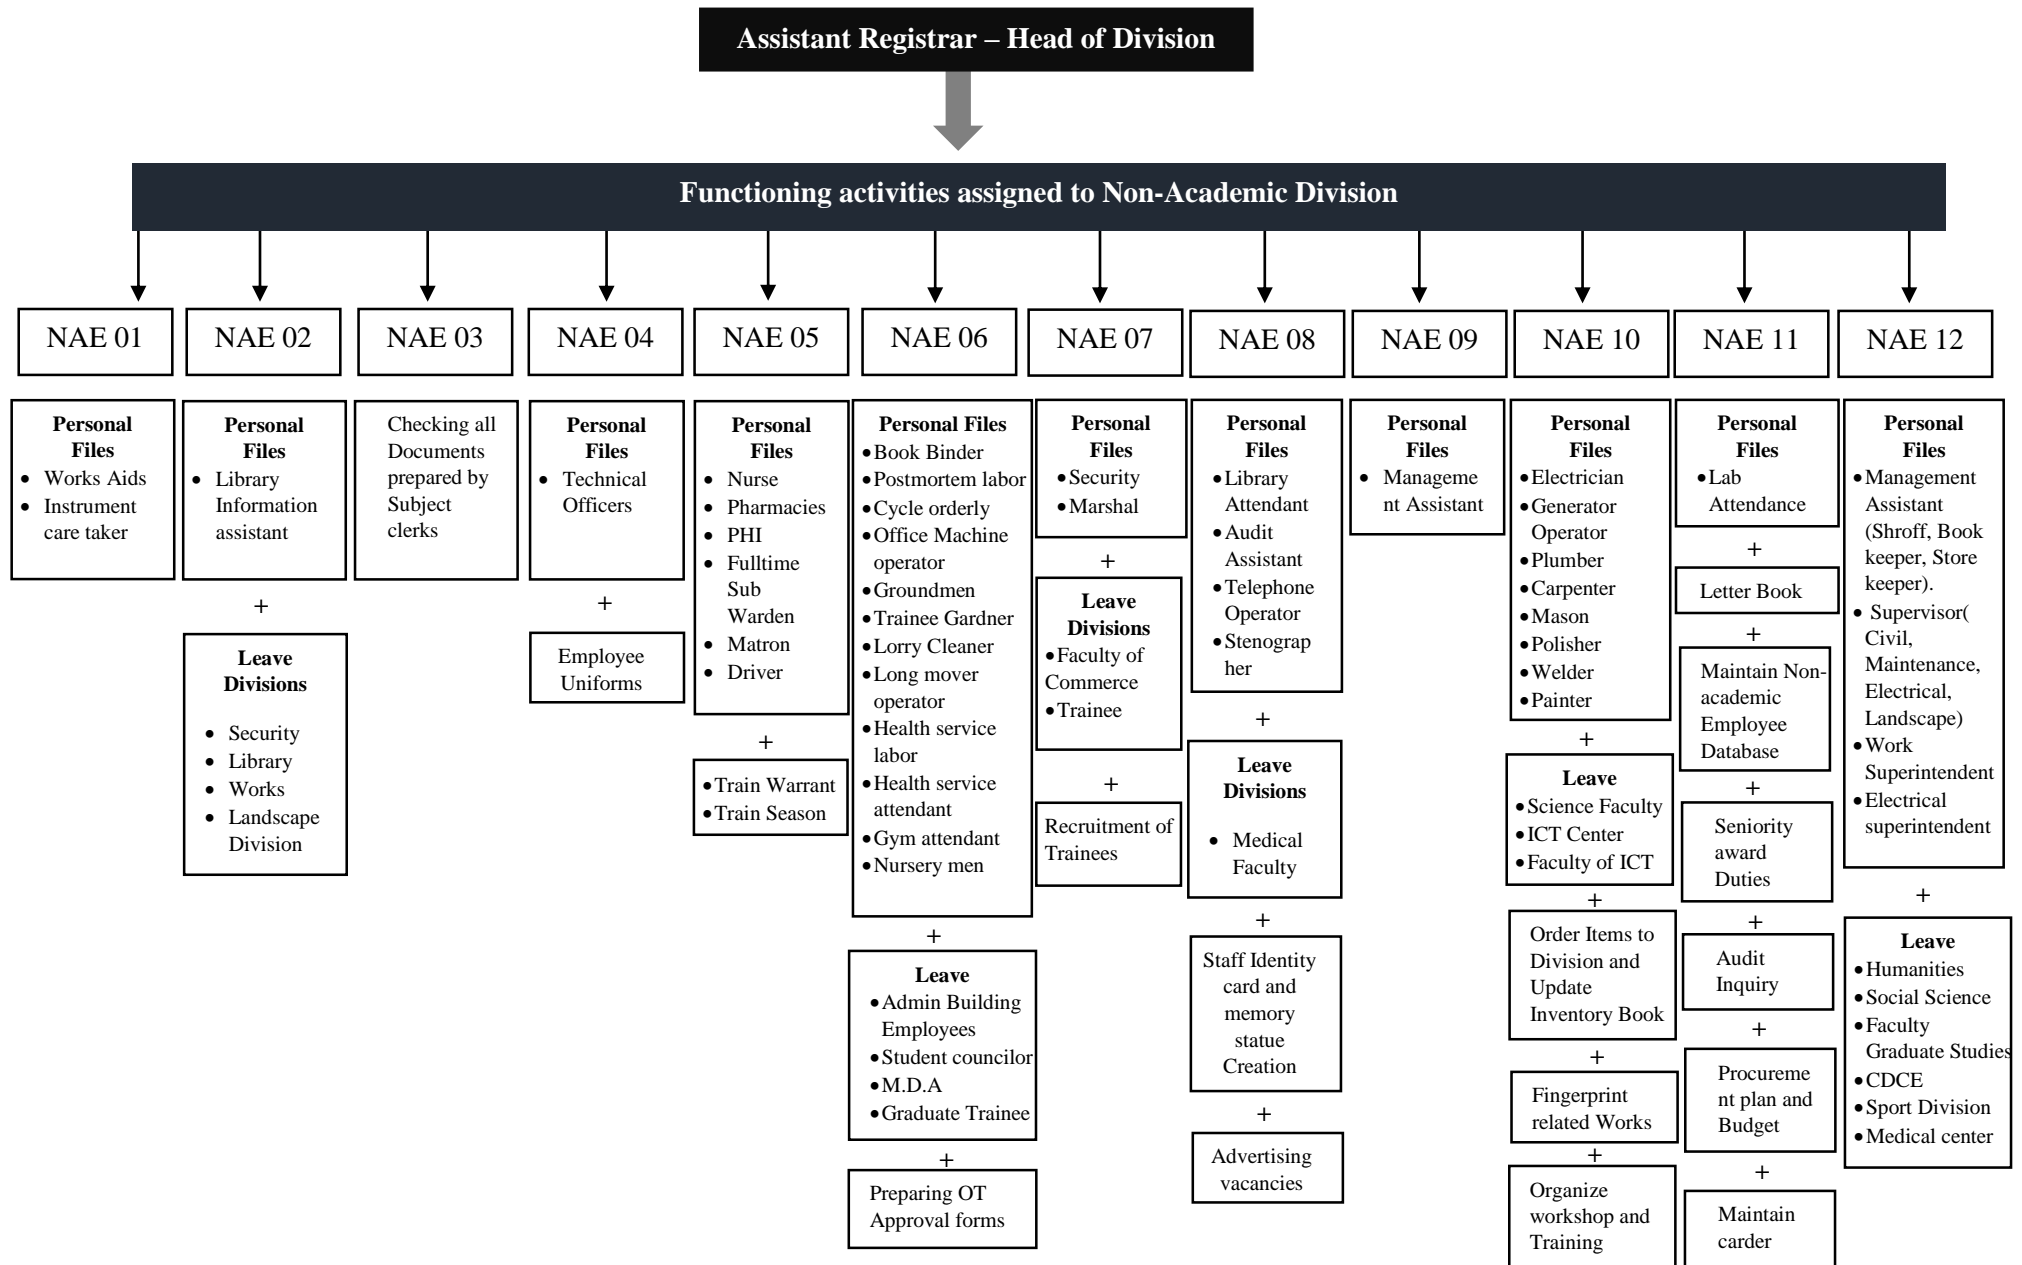 Assistant Registrar – Head of Division
Functioning activities assigned to Non-Academic Division
NAE 01
NAE 02
NAE 03
NAE 04
NAE 05
NAE 06
NAE 07
NAE 08
NAE 09
NAE 10
NAE 11
NAE 12
Personal
Files
• Works Aids
• Instrument
care taker
Personal
Files
• Library
Information
assistant
+
Leave
Divisions
• Security
• Library
• Works
• Landscape
Division
Checking all
Documents
prepared by
Subject
clerks
Personal
Files
• Technical
Officers
+
Employee
Uniforms
Personal
Files
• Nurse
• Pharmacies
• PHI
• Fulltime
Sub
Warden
• Matron
• Driver
+
• Train Warrant
• Train Season
Personal Files
• Book Binder
• Postmortem labor
• Cycle orderly
• Office Machine
operator
• Groundmen
• Trainee Gardner
• Lorry Cleaner
• Long mover
operator
• Health service
labor
• Health service
attendant
• Gym attendant
• Nursery men
+
Leave
• Admin Building
Employees
• Student councilor
• M.D.A
• Graduate Trainee
+
Preparing OT
Approval forms
Personal
Files
• Security
• Marshal
+
Leave
Divisions
• Faculty of
Commerce
• Trainee
+
Recruitment of
Trainees
Personal
Files
• Library
Attendant
• Audit
Assistant
• Telephone
Operator
• Stenograp
her
+
Leave
Divisions
• Medical
Faculty
+
Staff Identity
card and
memory
statue
Creation
+
Advertising
vacancies
Personal
Files
• Manageme
nt Assistant
Personal
Files
• Electrician
• Generator
Operator
• Plumber
• Carpenter
• Mason
• Polisher
• Welder
• Painter
+
Leave
• Science Faculty
• ICT Center
• Faculty of ICT
+
Order Items to
Division and
Update
Inventory Book
+
Fingerprint
related Works
+
Organize
workshop and
Training
Personal
Files
• Lab
Attendance
+
Letter Book
+
Maintain Non-
academic
Employee
Database
+
Seniority
award
Duties
+
Audit
Inquiry
+
Procureme
nt plan and
Budget
+
Maintain
carder
Personal
Files
• Management
Assistant
(Shroff, Book
keeper, Store
keeper).
• Supervisor(
Civil,
Maintenance,
Electrical,
Landscape)
• Work
Superintendent
• Electrical
superintendent
+
Leave
• Humanities
• Social Science
• Faculty
Graduate Studies
• CDCE
• Sport Division
• Medical center